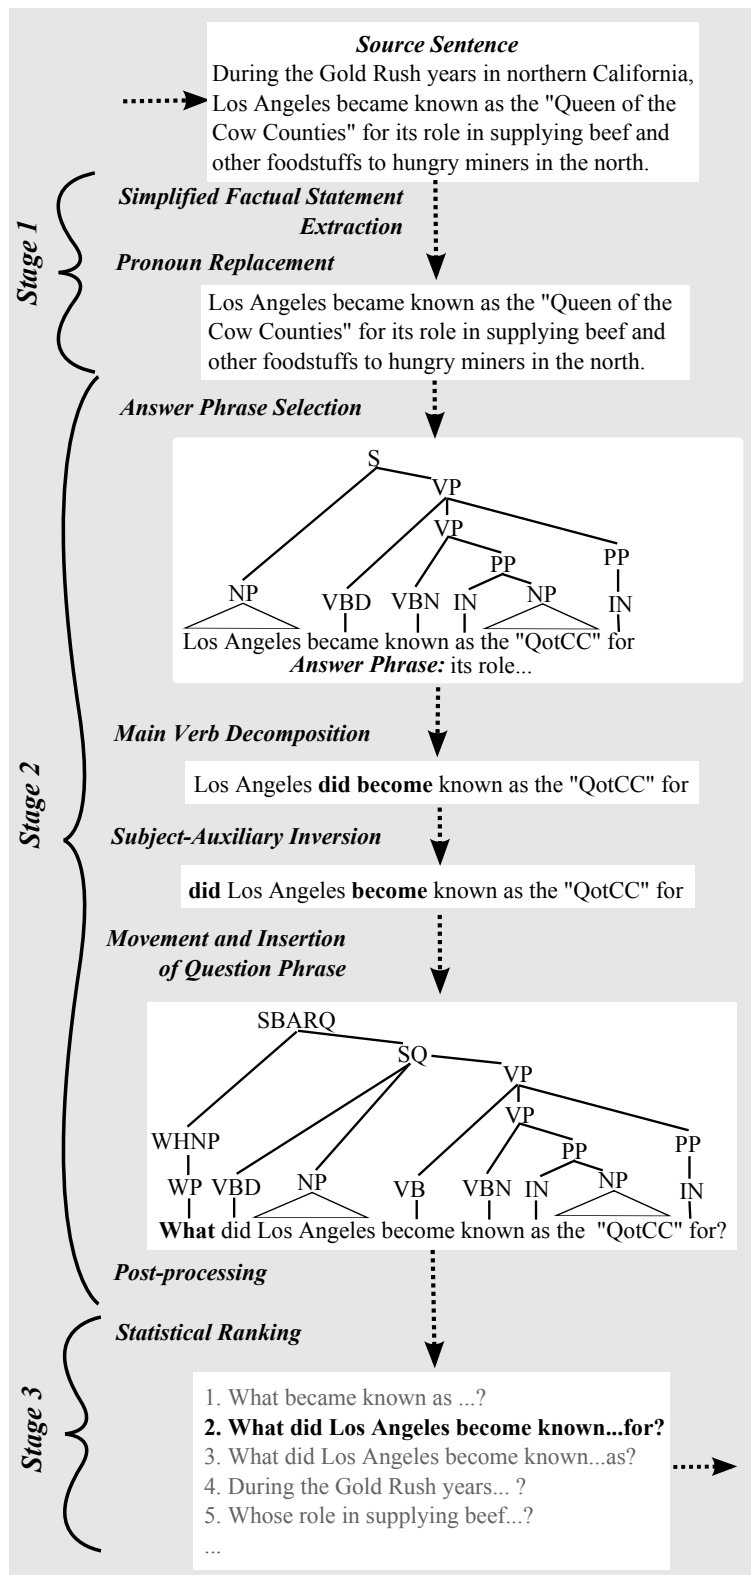 Source Sentence
During the Gold Rush years in northern California,
Los Angeles became known as the "Queen of the
Cow Counties" for its role in supplying beef and
other foodstuffs to hungry miners in the north.
Stage 1
Simplified Factual Statement
Extraction
Pronoun Replacement
Los Angeles became known as the "Queen of the
Cow Counties" for its role in supplying beef and
other foodstuffs to hungry miners in the north.
Stage 2
Answer Phrase Selection
S
VP
VP
PP PP
NP VBD VBN IN NP IN
Los Angeles became known as the "QotCC" for
Answer Phrase: its role...
Main Verb Decomposition
Los Angeles did become known as the "QotCC" for
Subject-Auxiliary Inversion
did Los Angeles become known as the "QotCC" for
Movement and Insertion
of Question Phrase
SBARQ
SQ
VP
VP
WHNP PP PP
WP VBD NP VB VBN IN NP IN
What did Los Angeles become known as the "QotCC" for?
Post-processing
Stage 3
Statistical Ranking
1. What became known as ...?
2. What did Los Angeles become known...for?
3. What did Los Angeles become known...as?
4. During the Gold Rush years... ?
5. Whose role in supplying beef...?
...